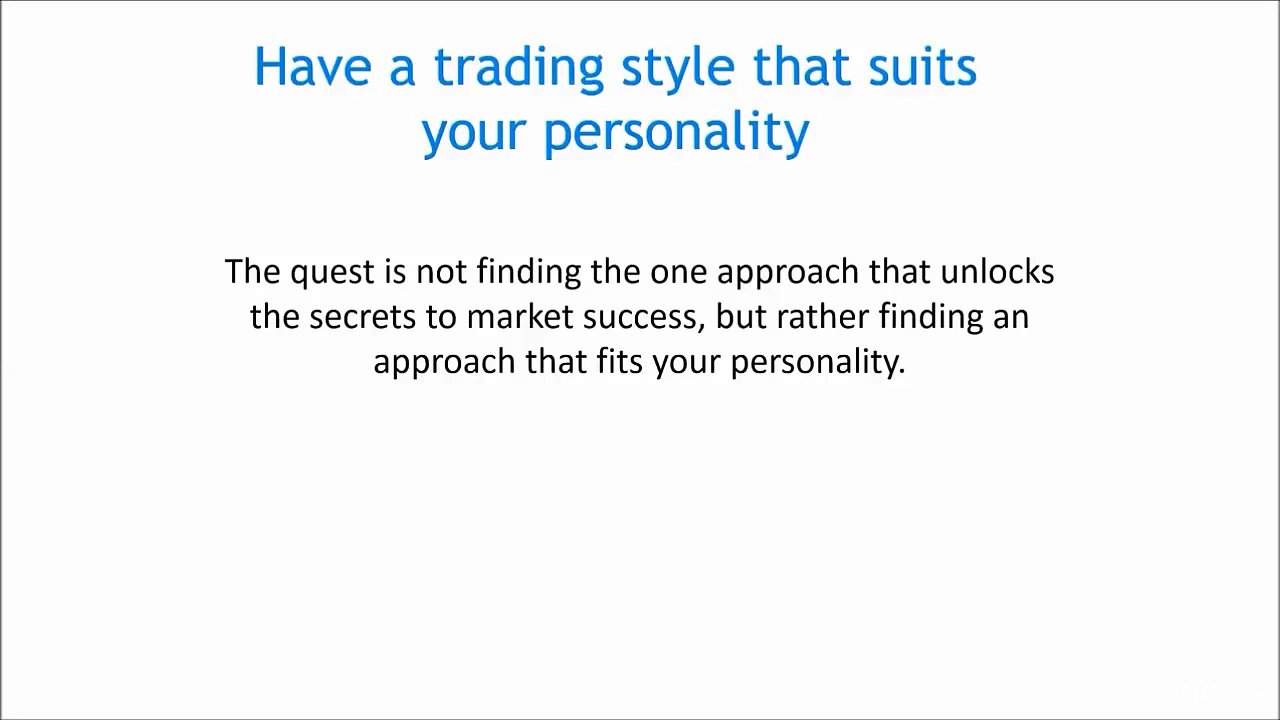 Have a trading style that suits
your personality
The quest is not finding the one approach that unlocks
the secrets to market success, but rather finding an
approach that fits your personality.